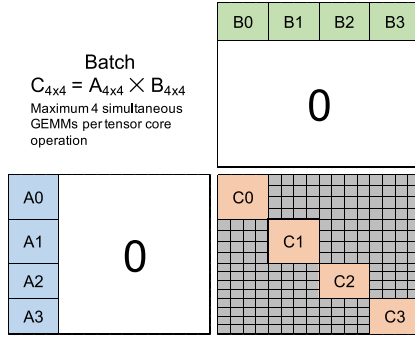 B0 B1 B2 B3
Batch
C4x4 = A4x4 × B4x4
Maximum 4 simultaneous
GEMMs per tensor core
operation
0
A0
A1
A2
A3
0
C0
C1
C2
C3